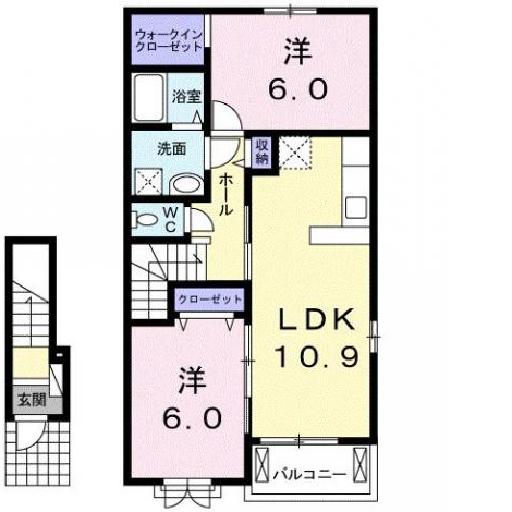 ウォークイン
クローゼット
洋
6.0
浴室
洗面
収納
ホール
WC
クローゼット
LDK
10.9
洋
6.0
玄関
バルコニー